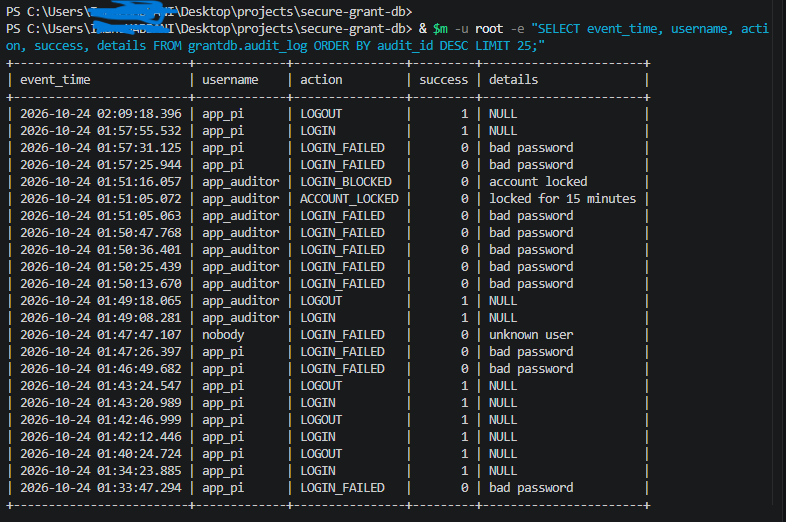 PS C:\Users\                \Desktop\projects\secure-grant-db>
PS C:\Users\                \Desktop\projects\secure-grant-db> & $m -u root -e "SELECT event_time, username, acti
on, success, details FROM grantdb.audit_log ORDER BY audit_id DESC LIMIT 25;"
+-------------------------+-------------+----------------+---------+-----------------------+
| event_time              | username    | action         | success | details               |
+-------------------------+-------------+----------------+---------+-----------------------+
| 2026-10-24 02:09:18.396 | app_pi      | LOGOUT         |       1 | NULL                  |
| 2026-10-24 01:57:55.532 | app_pi      | LOGIN          |       1 | NULL                  |
| 2026-10-24 01:57:31.125 | app_pi      | LOGIN_FAILED   |       0 | bad password          |
| 2026-10-24 01:57:25.944 | app_pi      | LOGIN_FAILED   |       0 | bad password          |
| 2026-10-24 01:51:16.057 | app_auditor | LOGIN_BLOCKED  |       0 | account locked        |
| 2026-10-24 01:51:05.072 | app_auditor | ACCOUNT_LOCKED |       0 | locked for 15 minutes |
| 2026-10-24 01:51:05.063 | app_auditor | LOGIN_FAILED   |       0 | bad password          |
| 2026-10-24 01:50:47.768 | app_auditor | LOGIN_FAILED   |       0 | bad password          |
| 2026-10-24 01:50:36.401 | app_auditor | LOGIN_FAILED   |       0 | bad password          |
| 2026-10-24 01:50:25.439 | app_auditor | LOGIN_FAILED   |       0 | bad password          |
| 2026-10-24 01:50:13.670 | app_auditor | LOGIN_FAILED   |       0 | bad password          |
| 2026-10-24 01:49:18.065 | app_auditor | LOGOUT         |       1 | NULL                  |
| 2026-10-24 01:49:08.281 | app_auditor | LOGIN          |       1 | NULL                  |
| 2026-10-24 01:47:47.107 | nobody      | LOGIN_FAILED   |       0 | unknown user          |
| 2026-10-24 01:47:26.397 | app_pi      | LOGIN_FAILED   |       0 | bad password          |
| 2026-10-24 01:46:49.682 | app_pi      | LOGIN_FAILED   |       0 | bad password          |
| 2026-10-24 01:43:24.547 | app_pi      | LOGOUT         |       1 | NULL                  |
| 2026-10-24 01:43:20.989 | app_pi      | LOGIN          |       1 | NULL                  |
| 2026-10-24 01:42:46.999 | app_pi      | LOGOUT         |       1 | NULL                  |
| 2026-10-24 01:42:12.446 | app_pi      | LOGIN          |       1 | NULL                  |
| 2026-10-24 01:40:24.724 | app_pi      | LOGOUT         |       1 | NULL                  |
| 2026-10-24 01:34:23.885 | app_pi      | LOGIN          |       1 | NULL                  |
| 2026-10-24 01:33:47.294 | app_pi      | LOGIN_FAILED   |       0 | bad password          |
+-------------------------+-------------+----------------+---------+-----------------------+